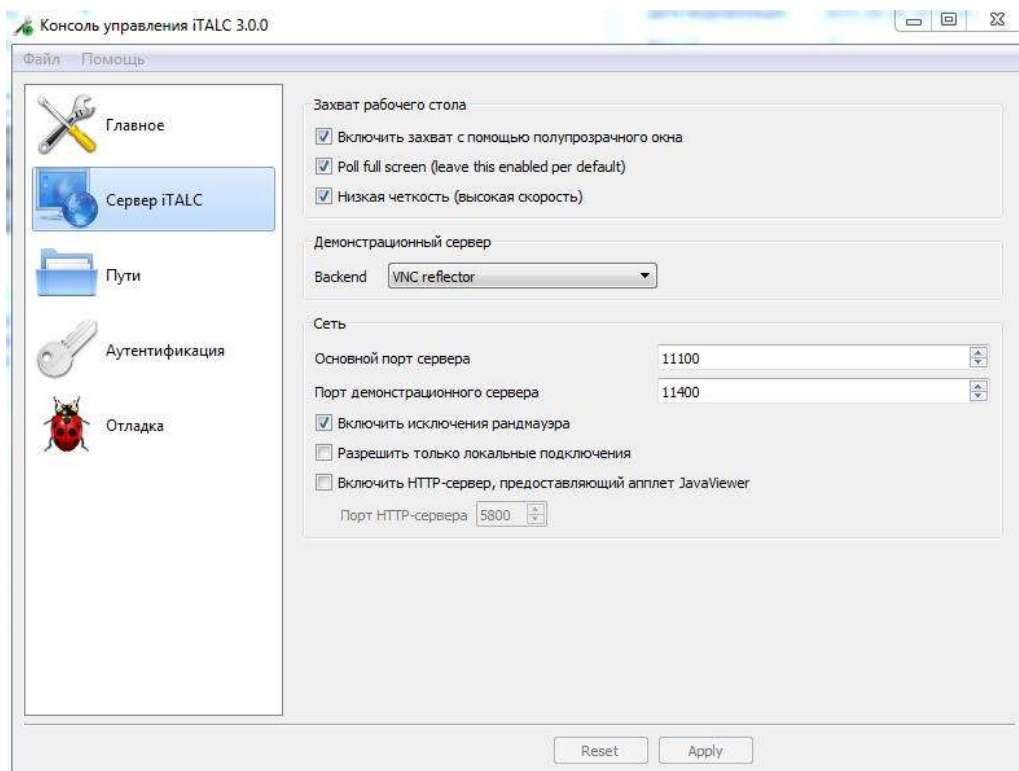 Консоль управления iTALC 3.0.0
Файл Помощь
Главное
Сервер iTALC
Пути
Аутентификация
Отладка
Захват рабочего стола
Включить захват с помощью полупрозрачного окна
Poll full screen (leave this enabled per default)
Низкая четкость (высокая скорость)
Демонстрационный сервер
Backend VNC reflector
Сеть
Основной порт сервера 11100
Порт демонстрационного сервера 11400
Включить исключения рандмауэра
Разрешить только локальные подключения
Включить HTTP-сервер, предоставляющий апплет JavaViewer
Порт HTTP-сервера 5800
Reset Apply